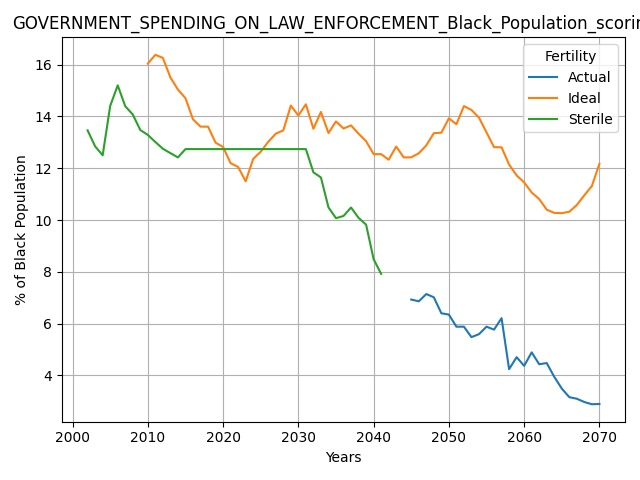 GOVERNMENT_SPENDING_ON_LAW_ENFORCEMENT_Black_Population_scorin
Fertility
Actual
Ideal
Sterile
% of Black Population
16
14
12
10
8
6
4
2000 2010 2020 2030 2040 2050 2060 2070
Years